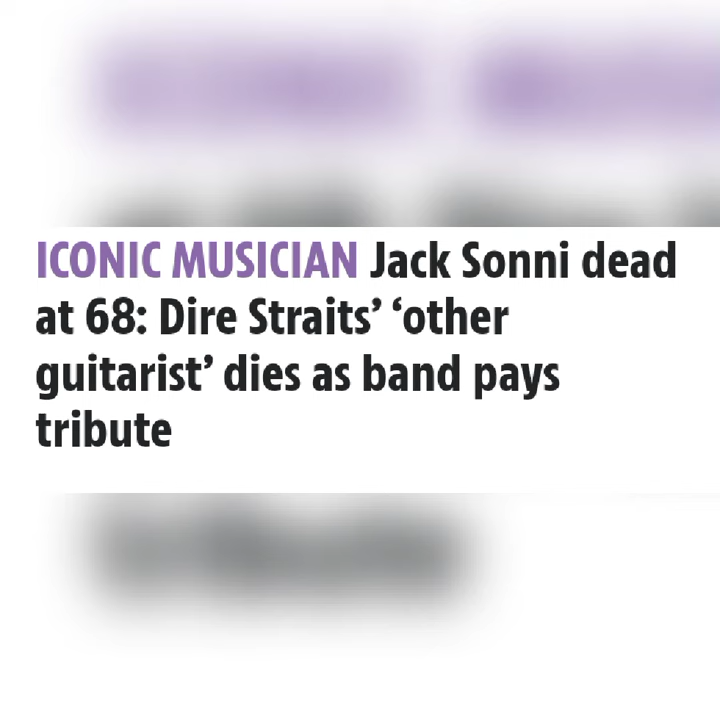 ICONIC MUSICIAN Jack Sonni dead
at 68: Dire Straits’ ‘other
guitarist’ dies as band pays
tribute